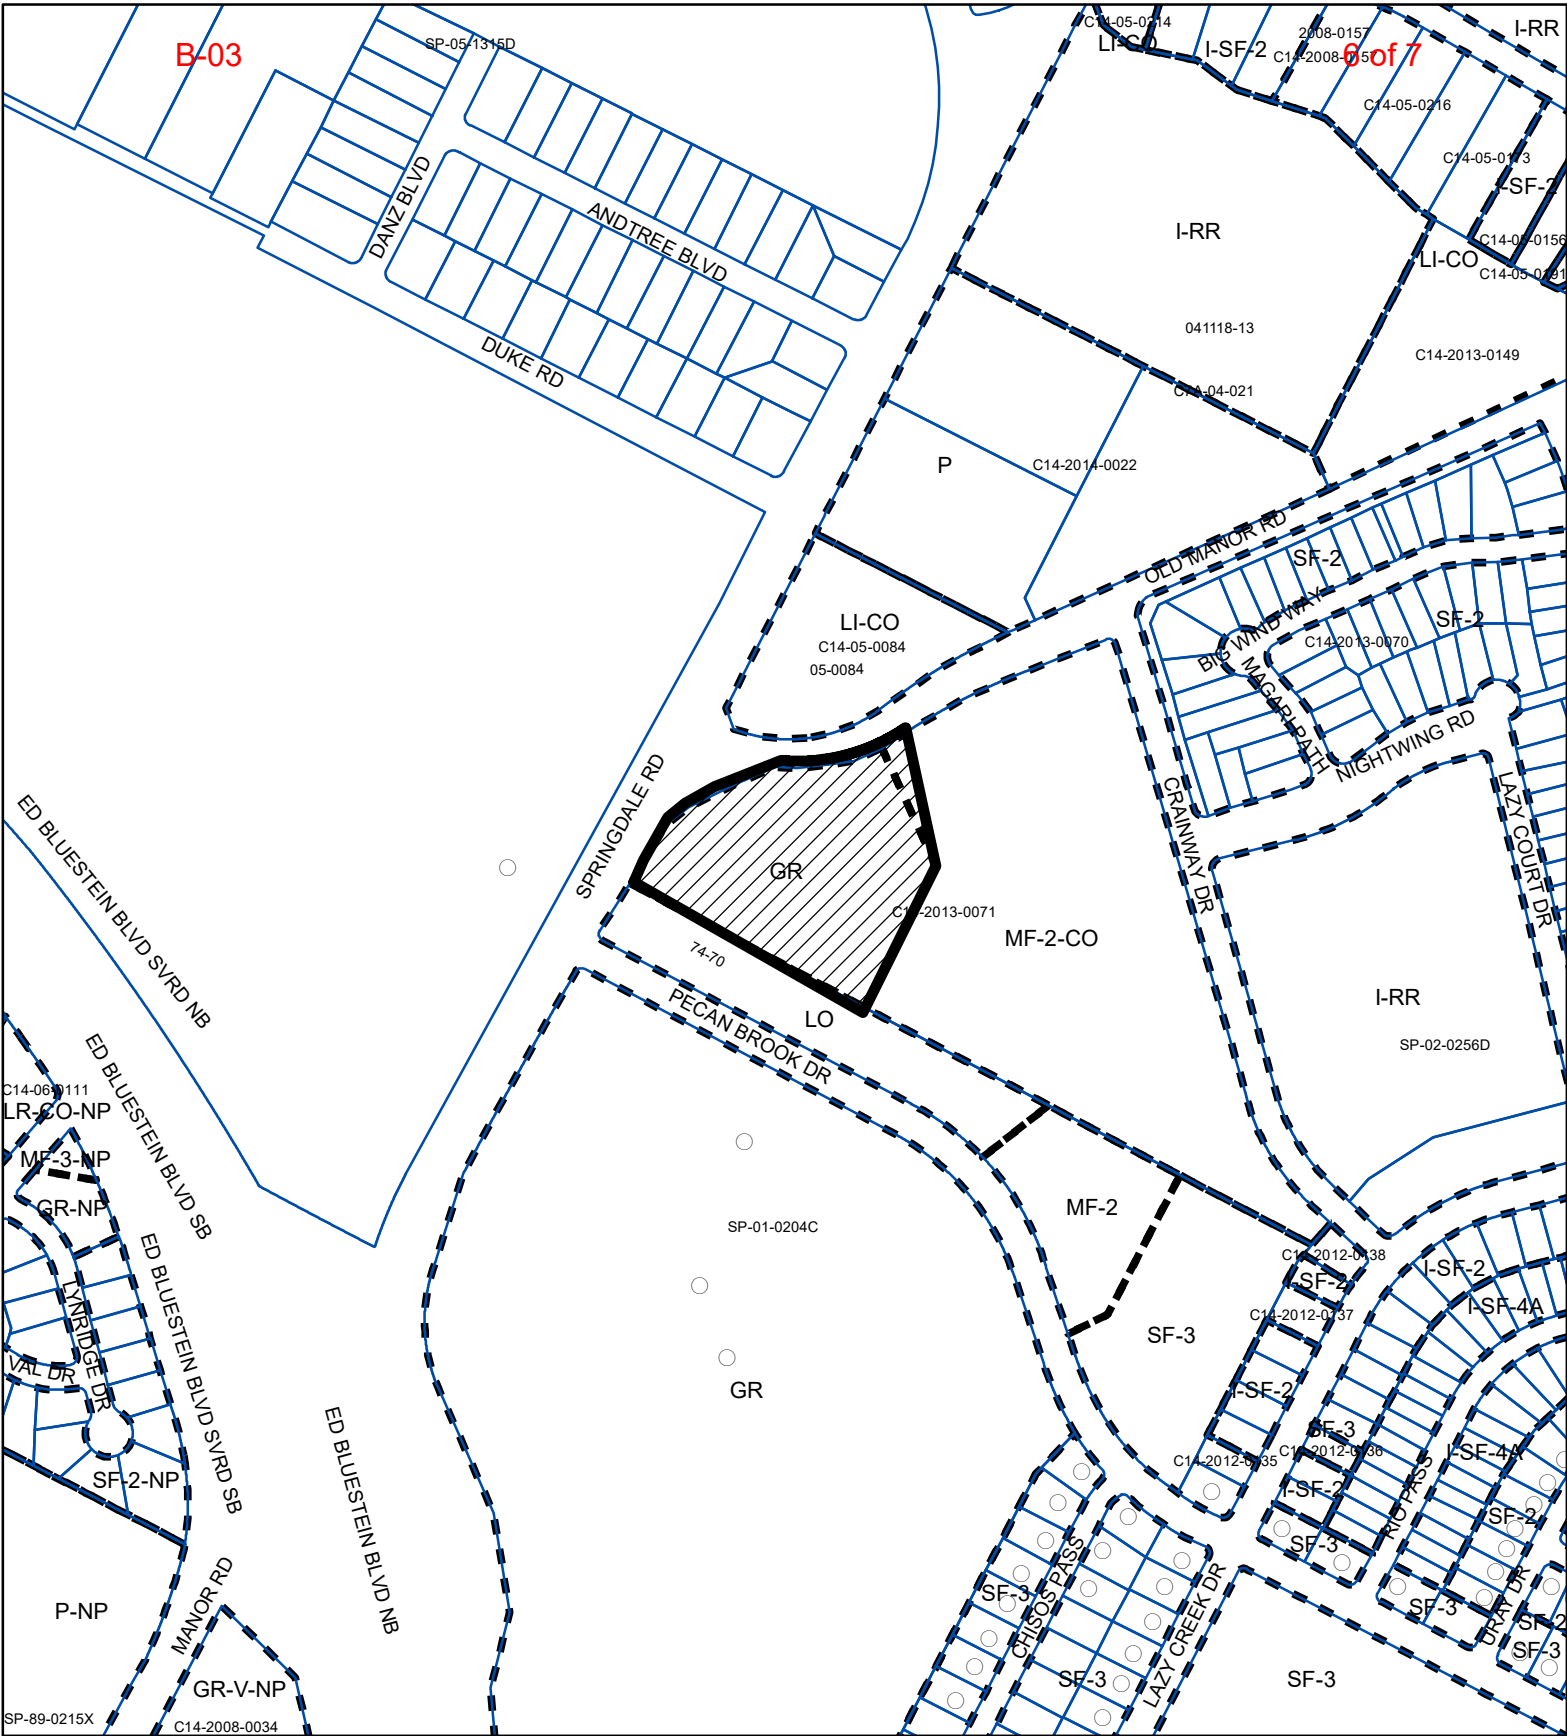 B-03
6 of 7
SP-05-1315D
C14-05-0214
LI-CO
I-SF-2
2008-0157
C14-2008-0157
I-RR
C14-05-0216
C14-05-0173
I-SF-2
C14-05-0156
C14-05-0191
LI-CO
DANZ BLVD
ANDTREE BLVD
DUKE RD
I-RR
041118-13
C7A-04-021
C14-2013-0149
P
C14-2014-0022
OLD MANOR RD
SF-2
BIG WIND WAY
SF-2
C14-2013-0070
MAGARI PATH
NIGHTWING RD
LI-CO
C14-05-0084
05-0084
SPRINGDALE RD
CRAINWAY DR
LAZY COURT DR
GR
C14-2013-0071
MF-2-CO
74-70
PECAN BROOK DR
LO
I-RR
SP-02-0256D
ED BLUESTEIN BLVD SVRD NB
ED BLUESTEIN BLVD SB
C14-06-0111
LR-CO-NP
MF-3-NP
GR-NP
ED BLUESTEIN BLVD SVRD SB
LYNRIDGE DR
VAL DR
SF-2-NP
ED BLUESTEIN BLVD NB
SP-01-0204C
GR
MF-2
SF-3
C14-2012-0138
I-SF-2
C14-2012-0137
I-SF-2
I-SF-4A
I-SF-2
SF-3
C14-2012-0136
C14-2012-0135
I-SF-2
SF-3
RIO PASS
I-SF-4A
SF-2
SF-3
URAY DR
SF-2
SF-3
SF-3
CHISOS PASS
SF-3
LAZY CREEK DR
SF-3
P-NP
MANOR RD
GR-V-NP
SP-89-0215X
C14-2008-0034